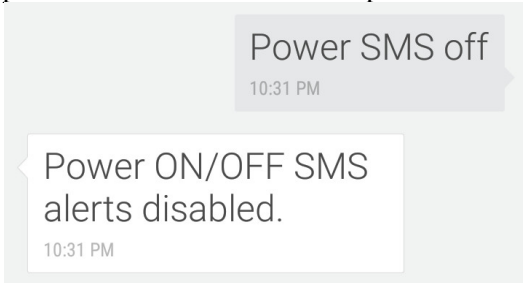 Power SMS off
10:31 PM
Power ON/OFF SMS
alerts disabled.
10:31 PM